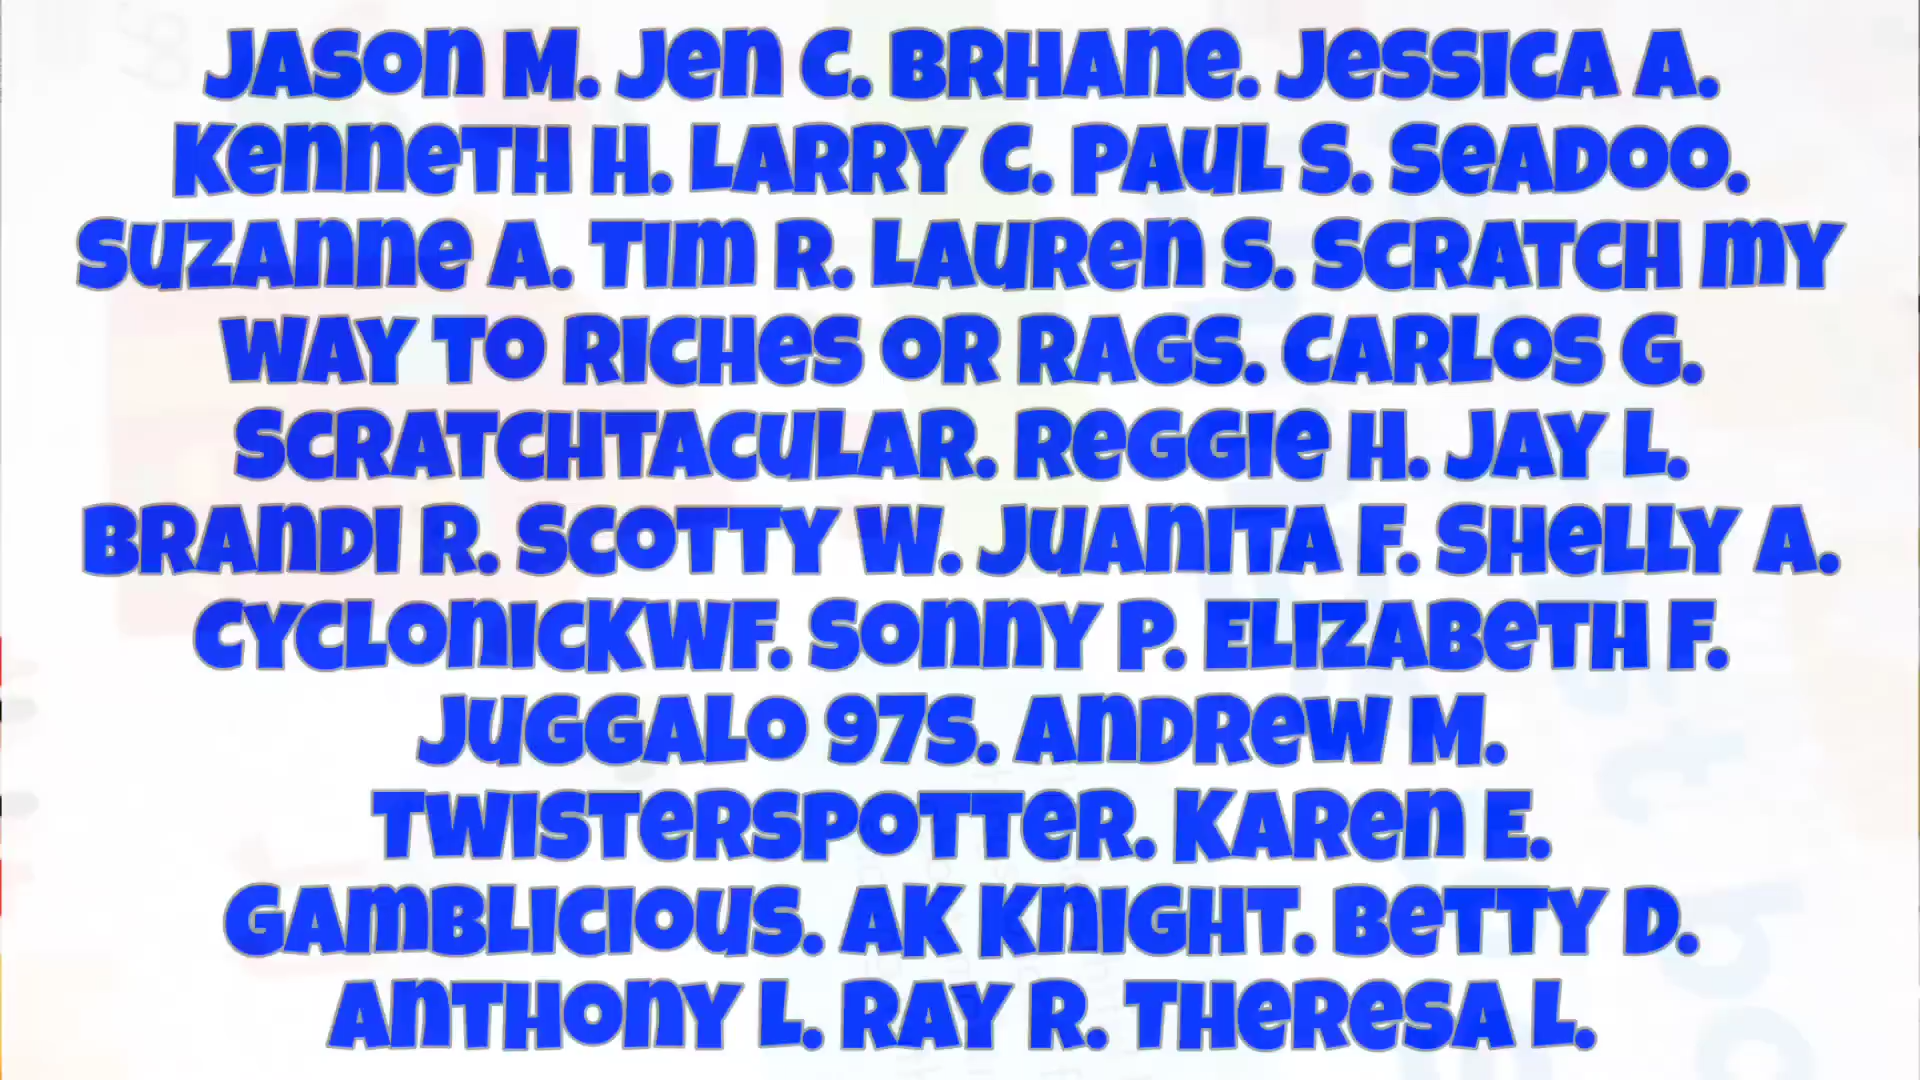 JASON M. Jen C. BRHAne. JeSSICA A.
KenneTH H. LARRY C. PAuL S. SeADOO.
SuzAnne A. Tim R. LAuRen S. SCRATCH mY
WAY TO RICHeS OR RAGS. CARLOS G.
SCRATCHTACuLAR. ReGGIe H. JAY L.
BRAnDI R. SCOTTY W. JuAnITA F. SHeLLY A.
CYCLOnICKWF. SOnnY P. ELIZABeTH F.
JuGGALO 97S. AnDReW M.
TWISTeRSPOTTeR. KARen E.
GAmBLICIOuS. AK KnIGHT. BeTTY D.
AnTHOnY L. RAY R. THeReSA L.